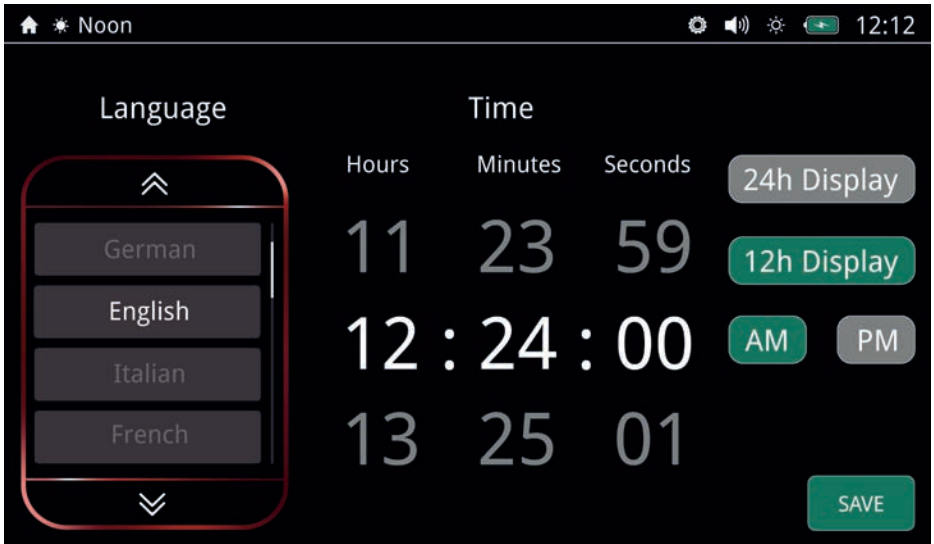 Noon 12:12
Language
German
English
Italian
French
Time
Hours Minutes Seconds
11 23 59
12 : 24 : 00
13 25 01
24h Display
12h Display
AM PM
SAVE